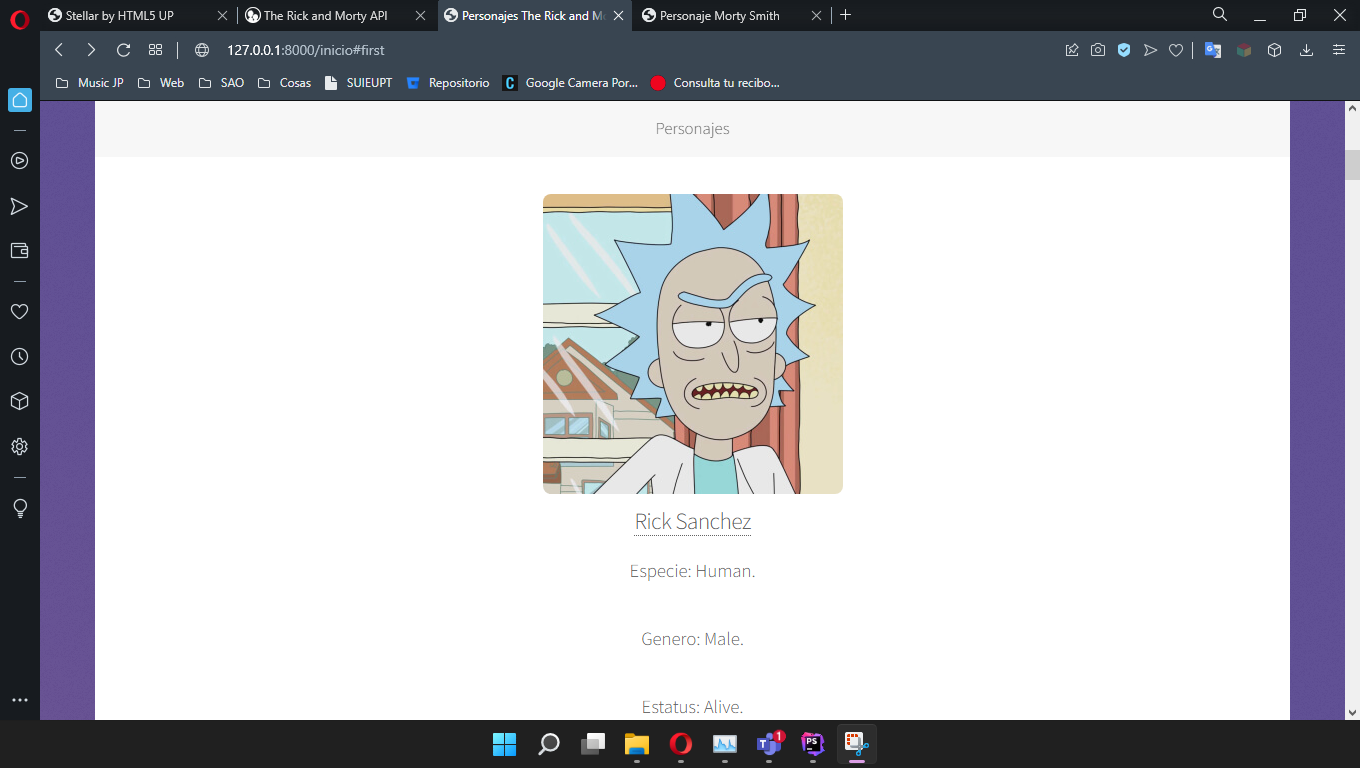 Stellar by HTML5 UP
The Rick and Morty API
Personajes The Rick and Mo
Personaje Morty Smith
127.0.0.1:8000/inicio#first
Music JP
Web
SAO
Cosas
SUIEUPT
Repositorio
Google Camera Por...
Consulta tu recibo...
Personajes
Rick Sanchez
Especie: Human.
Genero: Male.
Estatus: Alive.
1
PS